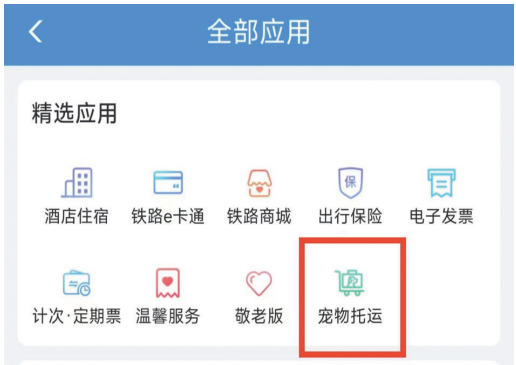 全部应用
精选应用
酒店住宿 铁路e卡通 铁路商城 出行保险 电子发票
计次·定期票 温馨服务 敬老版 宠物托运